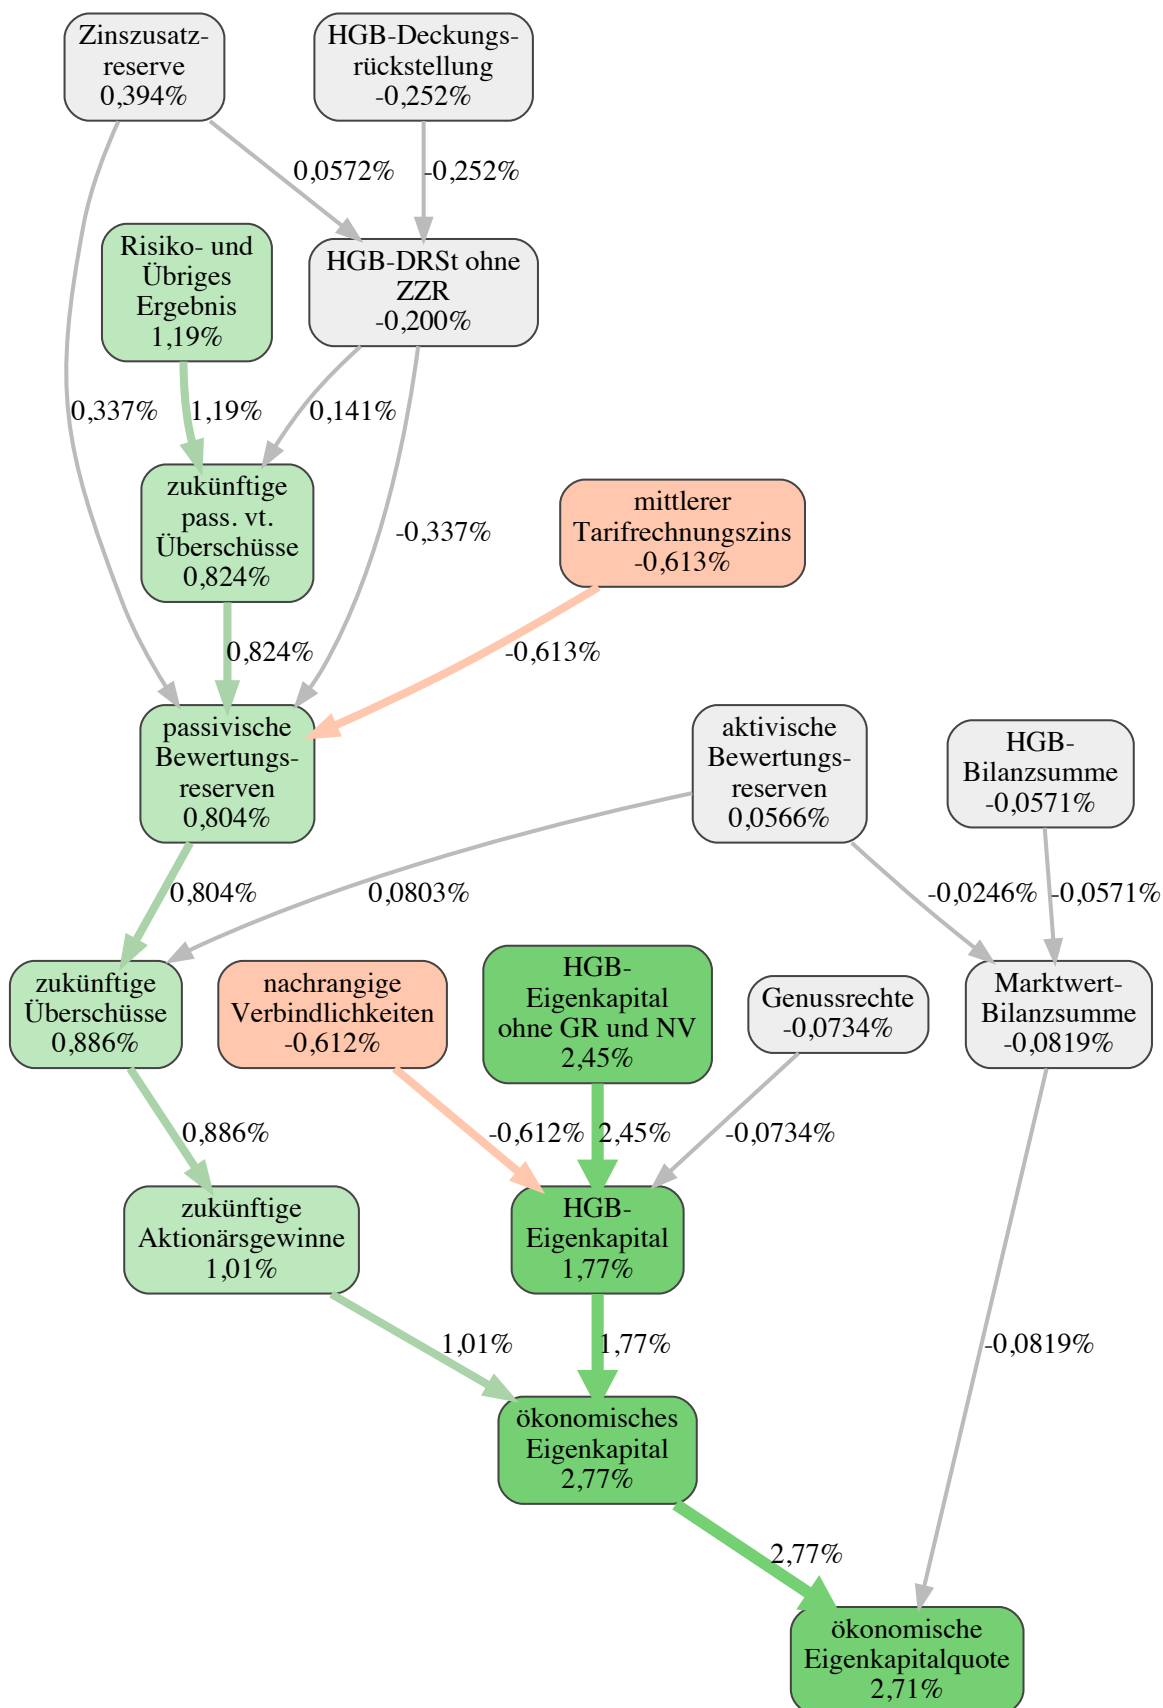 Zinszusatz-
reserve
0,394%
HGB-Deckungs-
rückstellung
-0,252%
0,0572%
-0,252%
Risiko- und
Übriges
Ergebnis
1,19%
HGB-DRSt ohne
ZZR
-0,200%
0,337%
1,19%
0,141%
zukünftige
pass. vt.
Überschüsse
0,824%
-0,337%
mittlerer
Tarifrechnungszins
-0,613%
0,824%
-0,613%
passivische
Bewertungs-
reserven
0,804%
aktivische
Bewertungs-
reserven
0,0566%
HGB-
Bilanzsumme
-0,0571%
0,804%
0,0803%
-0,0246%
-0,0571%
zukünftige
Überschüsse
0,886%
nachrangige
Verbindlichkeiten
-0,612%
HGB-
Eigenkapital
ohne GR und NV
2,45%
Genussrechte
-0,0734%
Marktwert-
Bilanzsumme
-0,0819%
0,886%
-0,612%
2,45%
-0,0734%
zukünftige
Aktionärsgewinne
1,01%
HGB-
Eigenkapital
1,77%
1,01%
1,77%
-0,0819%
ökonomisches
Eigenkapital
2,77%
2,77%
ökonomische
Eigenkapitalquote
2,71%